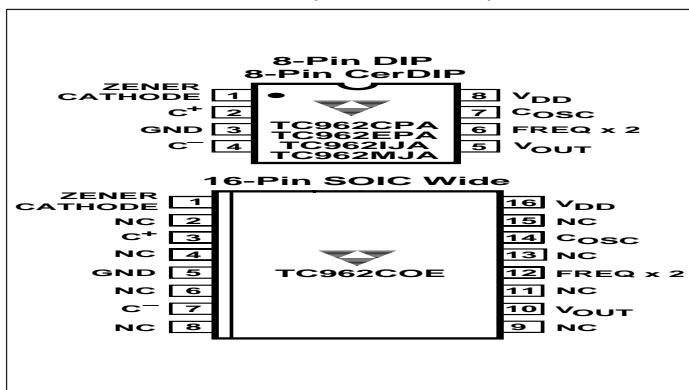 8-Pin DIP
8-Pin CerDIP
ZENER
CATHODE 1
C+ 2
GND 3
C– 4
TC962CPA
TC962EPA
TC962IJA
TC962MJA
8 VDD
7 COSC
6 FREQ x 2
5 VOUT
16-Pin SOIC Wide
ZENER
CATHODE 1
NC 2
C+ 3
NC 4
GND 5
NC 6
C– 7
NC 8
TC962COE
16 VDD
15 NC
14 COSC
13 NC
12 FREQ x 2
11 NC
10 VOUT
9 NC